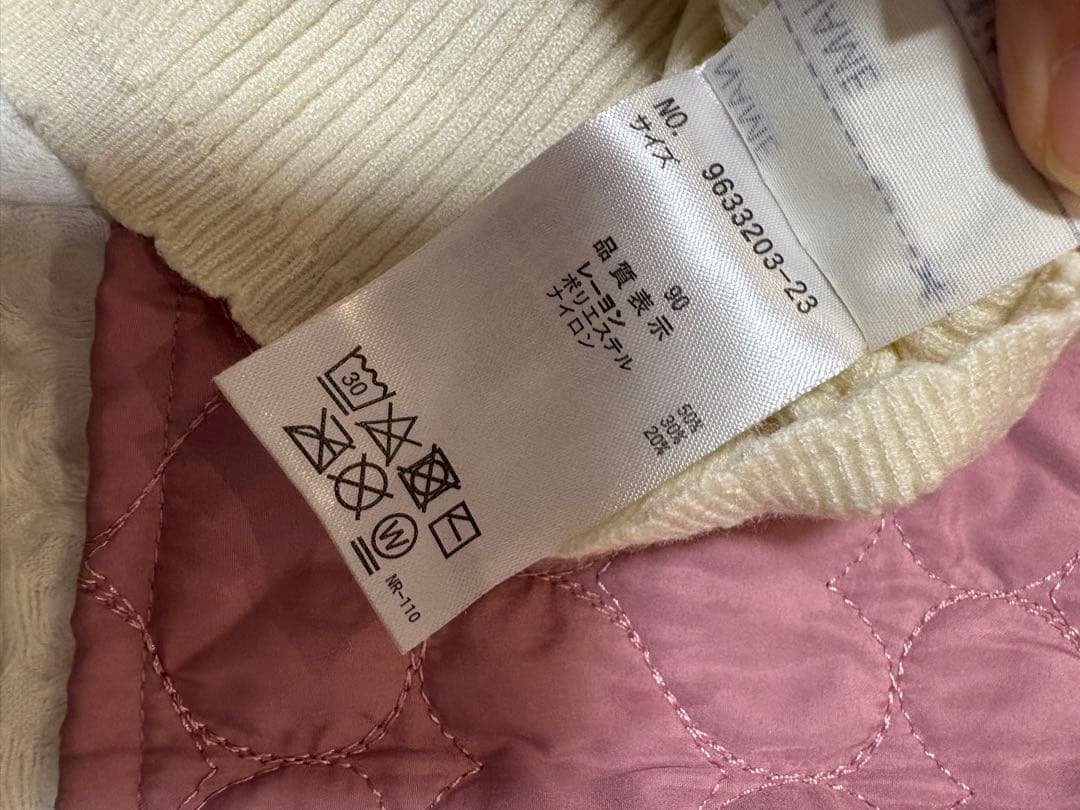 NO. 9633203-23
サイズ 90
品質表示
レーヨン 50%
ポリエステル 30%
ナイロン 20%
30
W
NR-110